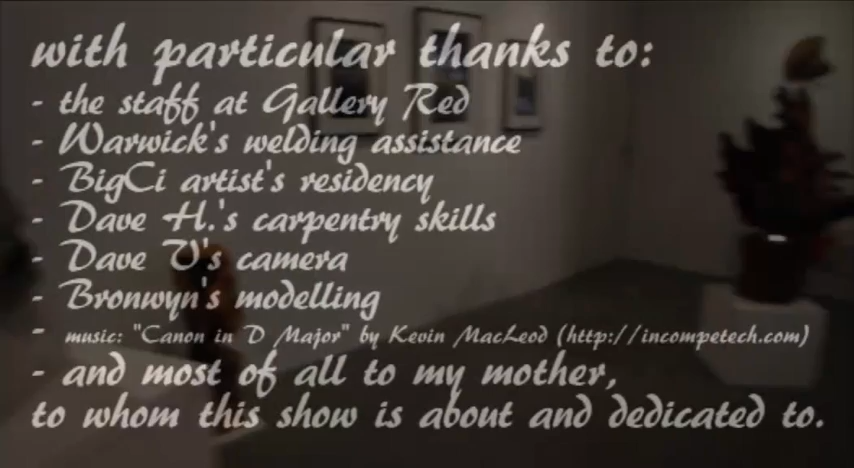 with particular thanks to:
- the staff at Gallery Red
- Warwick's welding assistance
- BigCi artist's residency
- Dave H.'s carpentry skills
- Dave V's camera
- Bronwyn's modelling
- music: "Canon in D Major" by Kevin MacLeod (http://incompetech.com)
- and most of all to my mother,
to whom this show is about and dedicated to.